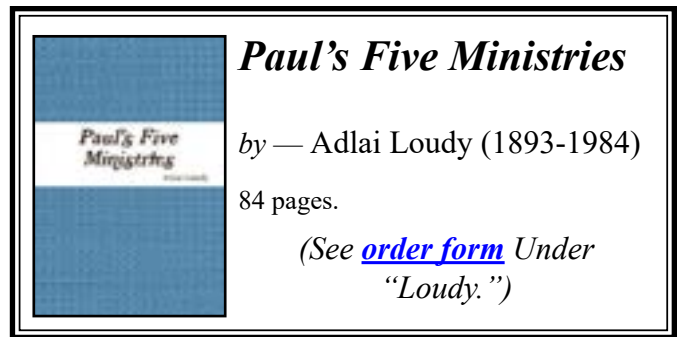 Paul's Five Ministries
Paul's Five
Ministries
by — Adlai Loudy (1893-1984)
84 pages.
(See order form Under
“Loudy.”)